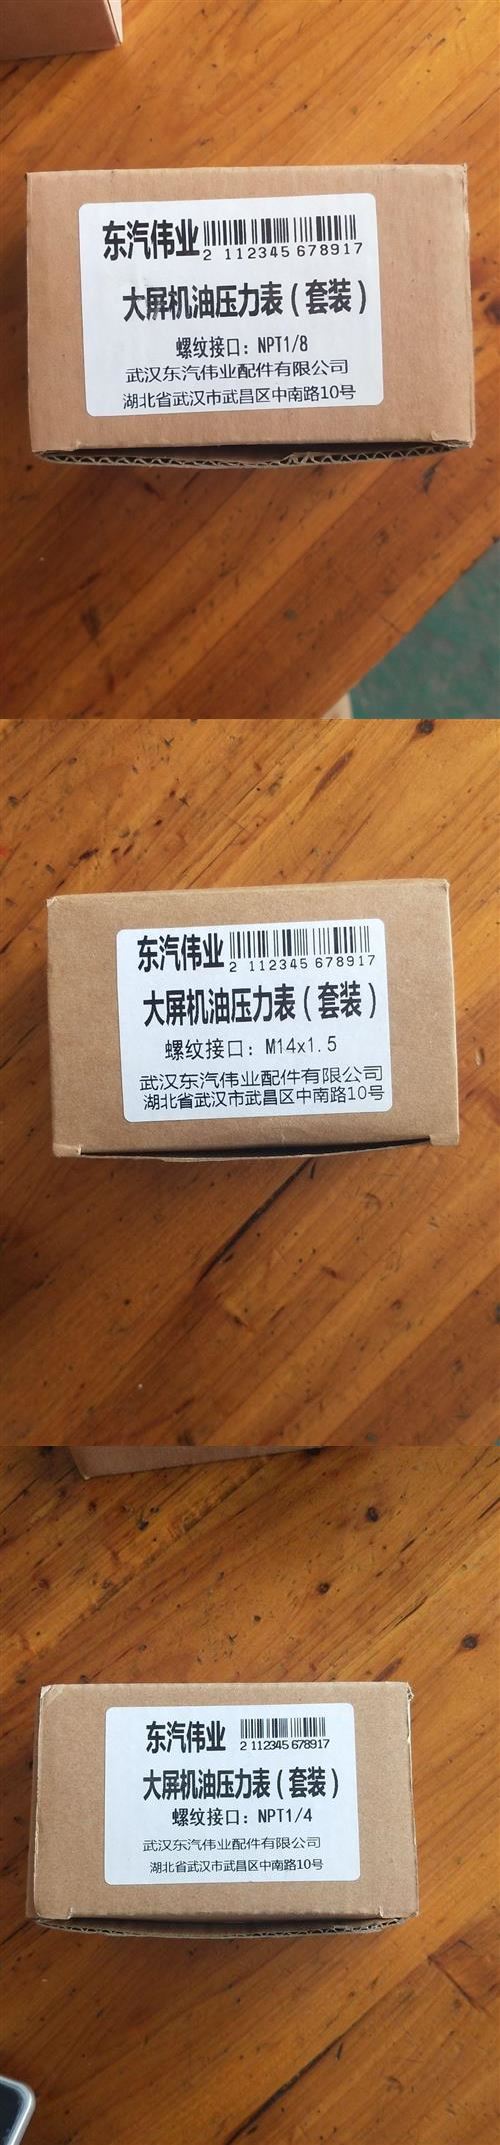 东汽伟业
2 112345 678917
大屏机油压力表（套装）
螺纹接口：NPT1/8
武汉东汽伟业配件有限公司
湖北省武汉市武昌区中南路10号
东汽伟业
2 112345 678917
大屏机油压力表（套装）
螺纹接口：M14x1.5
武汉东汽伟业配件有限公司
湖北省武汉市武昌区中南路10号
东汽伟业
2 112345 678917
大屏机油压力表（套装）
螺纹接口：NPT1/4
武汉东汽伟业配件有限公司
湖北省武汉市武昌区中南路10号